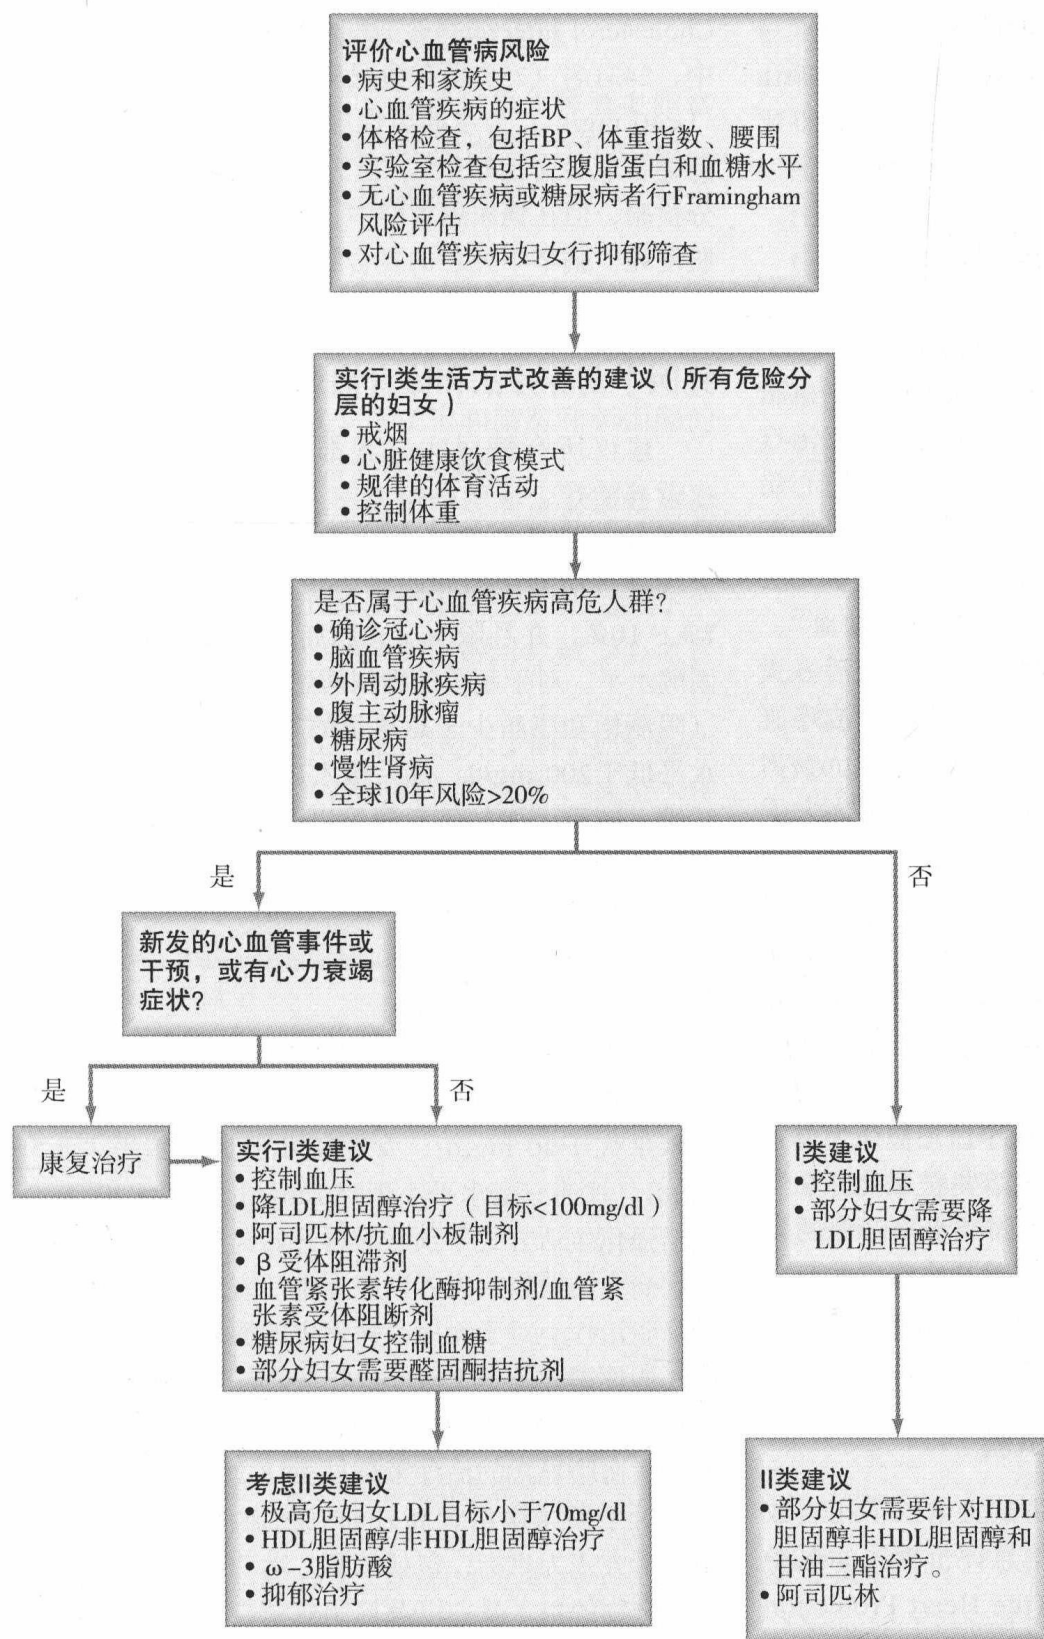 评价心血管病风险
•病史和家族史
•心血管疾病的症状
•体格检查，包括BP、体重指数、腰围
•实验室检查包括空腹脂蛋白和血糖水平
•无心血管疾病或糖尿病者行Framingham
风险评估
•对心血管疾病妇女行抑郁筛查
实行I类生活方式改善的建议（所有危险分
层的妇女）
•戒烟
•心脏健康饮食模式
•规律的体育活动
•控制体重
是否属于心血管疾病高危人群?
•确诊冠心病
•脑血管疾病
•外周动脉疾病
•腹主动脉瘤
•糖尿病
•慢性肾病
•全球10年风险>20%
是
否
新发的心血管事件或
干预，或有心力衰竭
症状?
是
否
康复治疗
实行I类建议
•控制血压
•降LDL胆固醇治疗（目标<100mg/dl）
•阿司匹林/抗血小板制剂
•β受体阻滞剂
•血管紧张素转化酶抑制剂/血管紧
张素受体阻断剂
•糖尿病妇女控制血糖
•部分妇女需要醛固酮拮抗剂
I类建议
•控制血压
•部分妇女需要降
LDL胆固醇治疗
考虑II类建议
•极高危妇女LDL目标小于70mg/dl
•HDL胆固醇/非HDL胆固醇治疗
•ω-3脂肪酸
•抑郁治疗
II类建议
•部分妇女需要针对HDL
胆固醇非HDL胆固醇和
甘油三酯治疗。
•阿司匹林